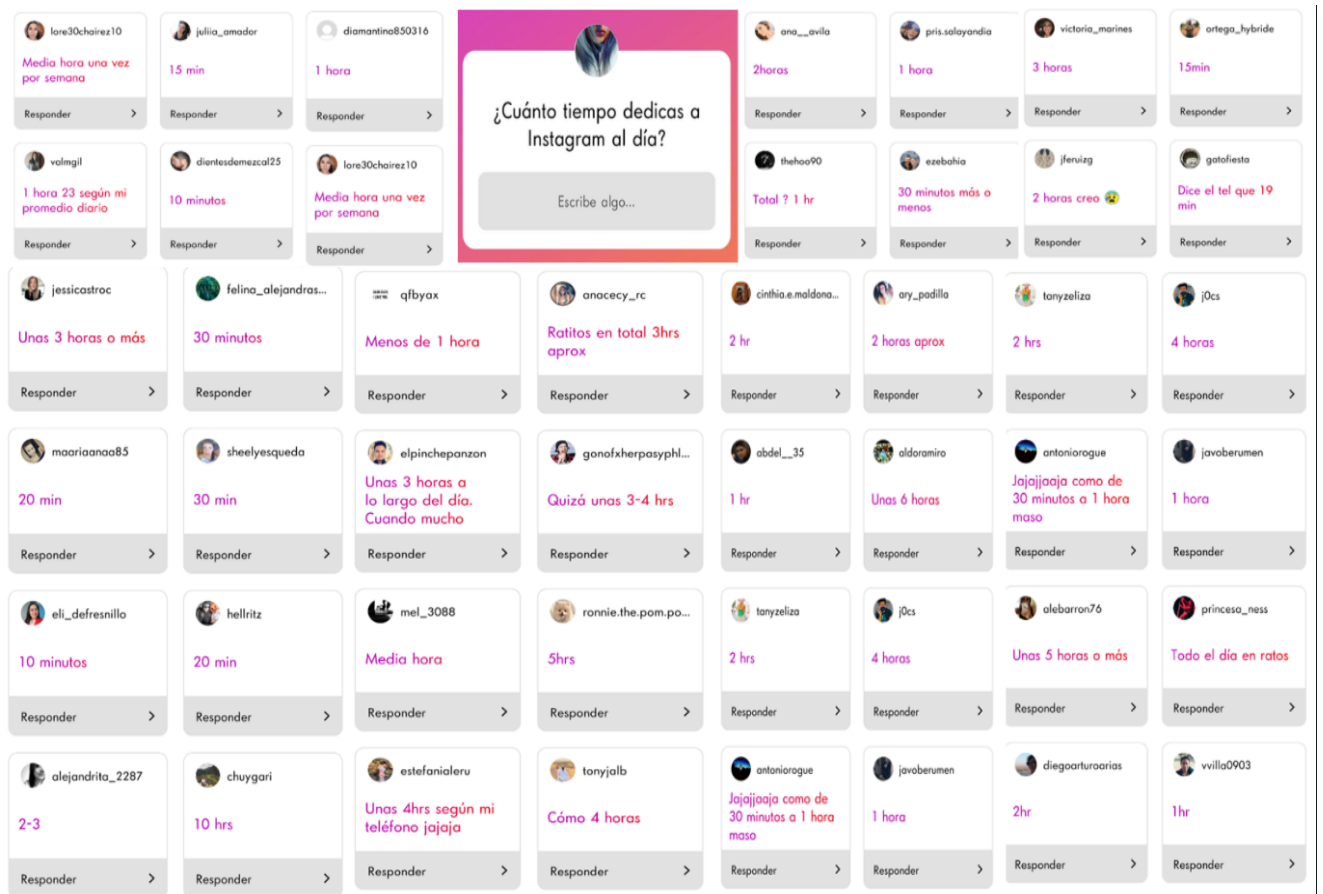 lore30chairez10
Media hora una vez
por semana
Responder
juliia_amador
15 min
Responder
diamantina850316
1 hora
Responder
¿Cuánto tiempo dedicas a
Instagram al día?
Escribe algo...
ana__avila
2horas
Responder
pris.salayandia
1 hora
Responder
victoria_marines
3 horas
Responder
ortega_hybride
15min
Responder
valmgil
1 hora 23 según mi
promedio diario
Responder
dientesdemezcal25
10 minutos
Responder
lore30chairez10
Media hora una vez
por semana
Responder
thehoo90
Total ? 1 hr
Responder
ezebahia
30 minutos más o
menos
Responder
jferuizg
2 horas creo 😰
Responder
gatofiesta
Dice el tel que 19
min
Responder
jessicastroc
Unas 3 horas o más
Responder
felina_alejandras...
30 minutos
Responder
qfbyax
Menos de 1 hora
Responder
anacecy_rc
Ratitos en total 3hrs
aprox
Responder
cinthia.e.maldona...
2 hr
Responder
ary_padilla
2 horas aprox
Responder
tanyzeliza
2 hrs
Responder
j0cs
4 horas
Responder
maariaanaa85
20 min
Responder
sheelyesqueda
30 min
Responder
elpinchepanzon
Unas 3 horas a
lo largo del día.
Cuando mucho
Responder
gonofxherpasyphl...
Quizá unas 3-4 hrs
Responder
abdel__35
1 hr
Responder
aldoramiro
Unas 6 horas
Responder
antoniorogue
Jajajjaaja como de
30 minutos a 1 hora
maso
Responder
javoberumen
1 hora
Responder
eli_defresnillo
10 minutos
Responder
hellritz
20 min
Responder
mel_3088
Media hora
Responder
ronnie.the.pom.po...
5hrs
Responder
tanyzeliza
2 hrs
Responder
j0cs
4 horas
Responder
alebarron76
Unas 5 horas o más
Responder
princesa_ness
Todo el día en ratos
Responder
alejandrita_2287
2-3
Responder
chuygari
10 hrs
Responder
estefanialeru
Unas 4hrs según mi
teléfono jajaja
Responder
tonyjalb
Cómo 4 horas
Responder
antoniorogue
Jajajjaaja como de
30 minutos a 1 hora
maso
Responder
javoberumen
1 hora
Responder
diegoarturoarias
2hr
Responder
vvilla0903
1hr
Responder